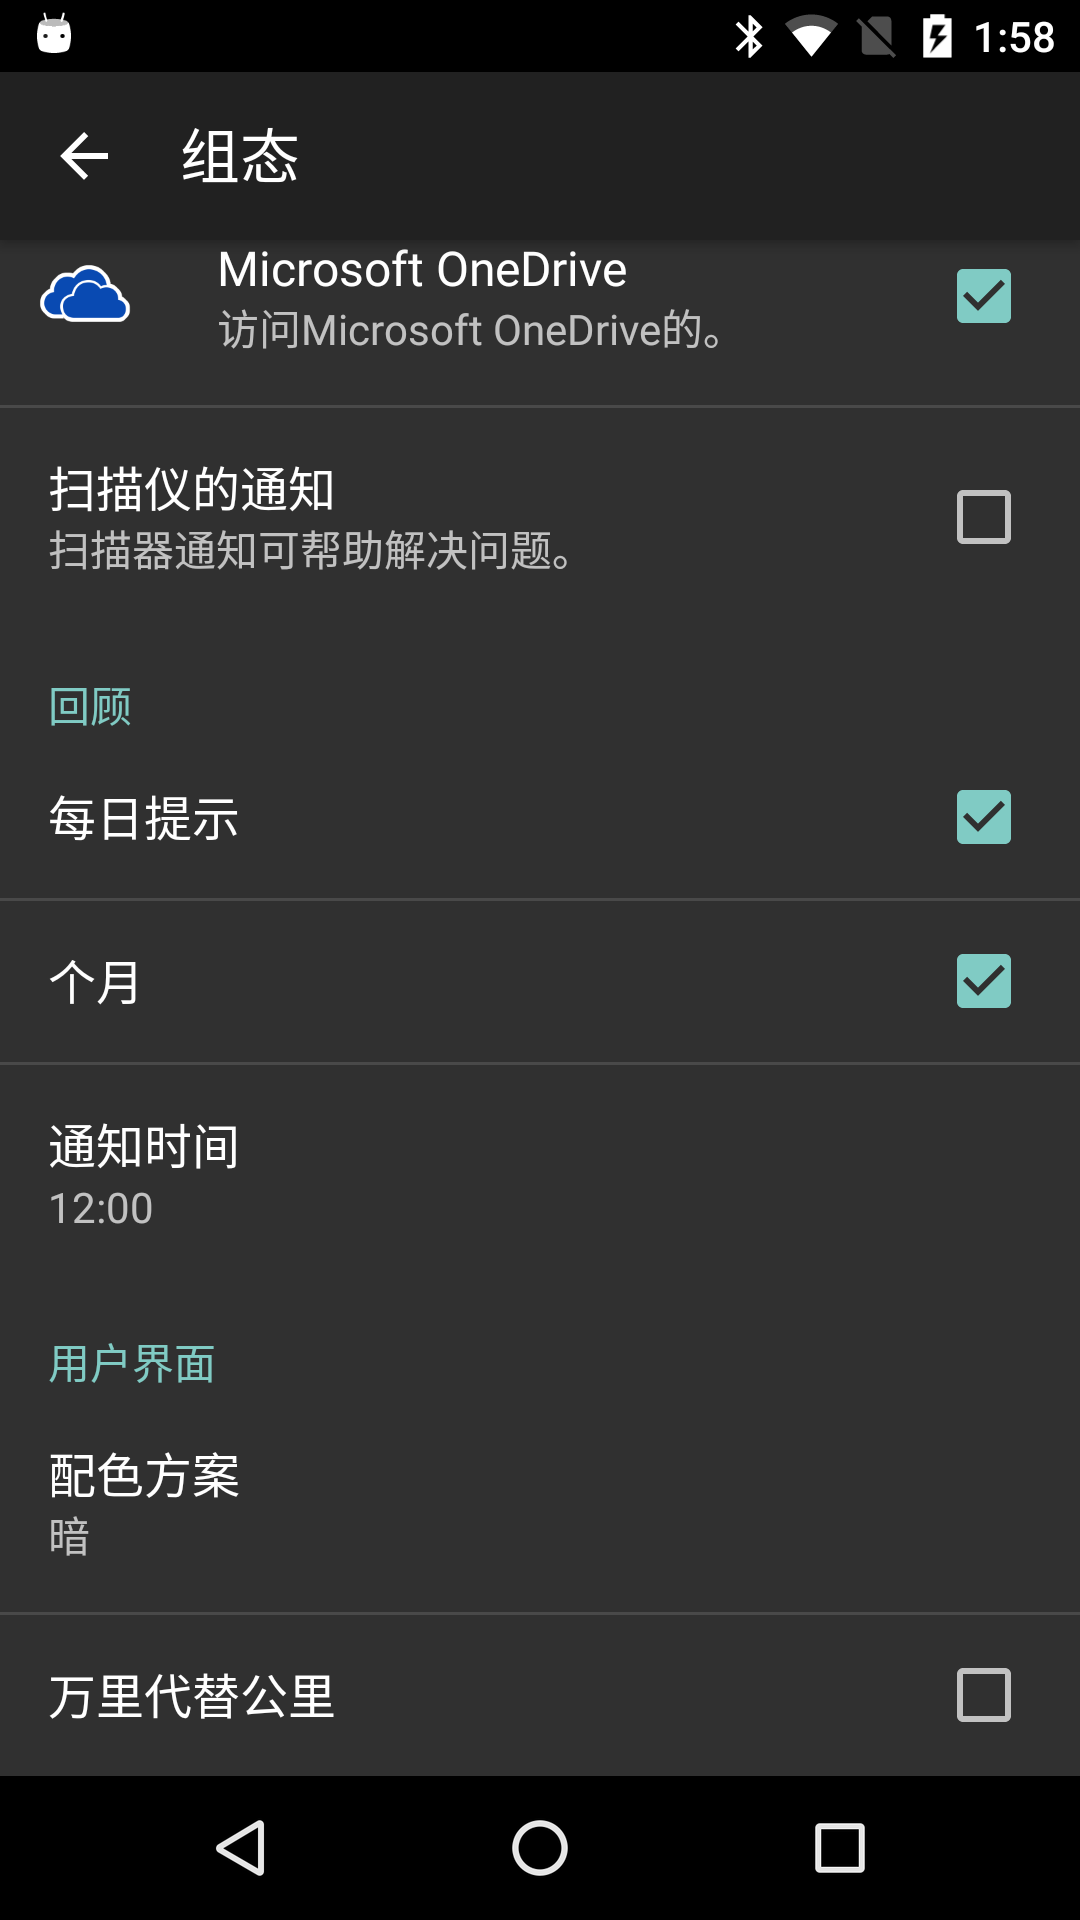 1:58
组态
Microsoft OneDrive
访问Microsoft OneDrive的。
扫描仪的通知
扫描器通知可帮助解决问题。
回顾
每日提示
个月
通知时间
12:00
用户界面
配色方案
暗
万里代替公里